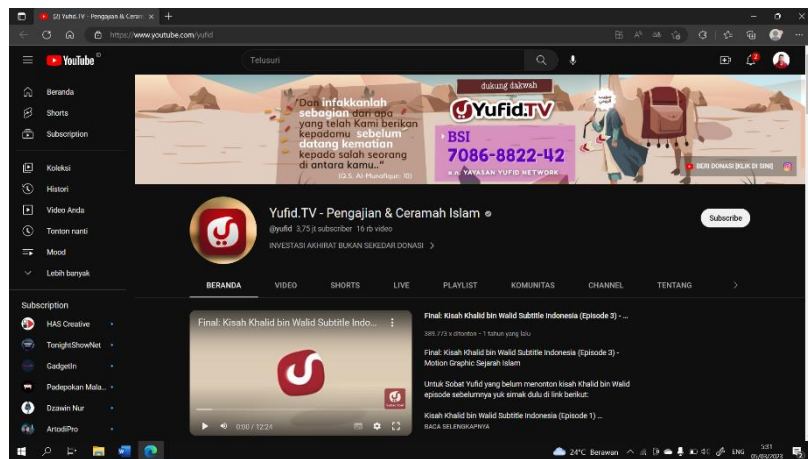 (2) Yufid.TV - Pengajian & Ceram
https://www.youtube.com/yufid
YouTube ID
Telusuri
2
Beranda
Shorts
Subscription
Koleksi
Histori
Video Anda
Tonton nanti
Mood
Lebih banyak
Subscription
HAS Creative
TonightShowNet
GadgetIn
Padepokan Mala...
Dzawin Nur
ArtodiPro
"Dan infakkanlah
sebagian dari apa
yang telah Kami berikan
kepadamu sebelum
datang kematian
kepada salah seorang
di antara kamu..."
(Q.S. Al-Munafiqun: 10)
dukung dakwah
Yufid.TV
BSI
7086-8822-42
a.n. YAYASAN YUFID NETWORK
BERI DONASI [KLIK DI SINI]
Yufid.TV - Pengajian & Ceramah Islam
@yufid 3,75 jt subscriber 16 rb video
INVESTASI AKHIRAT BUKAN SEKEDAR DONASI
Subscribe
BERANDA VIDEO SHORTS LIVE PLAYLIST KOMUNITAS CHANNEL TENTANG
Final: Kisah Khalid bin Walid Subtitle Indo...
0:00 / 12:24
Final: Kisah Khalid bin Walid Subtitle Indonesia (Episode 3) - ...
389.773 x ditonton - 1 tahun yang lalu
Final: Kisah Khalid bin Walid Subtitle Indonesia (Episode 3) -
Motion Graphic Sejarah Islam
Untuk Sobat Yufid yang belum menonton kisah Khalid bin Walid
episode sebelumnya yuk simak dulu di link berikut:
Kisah Khalid bin Walid Subtitle Indonesia (Episode 1) ...
BACA SELENGKAPNYA
24°C Berawan
ENG
5:31
05/03/2023